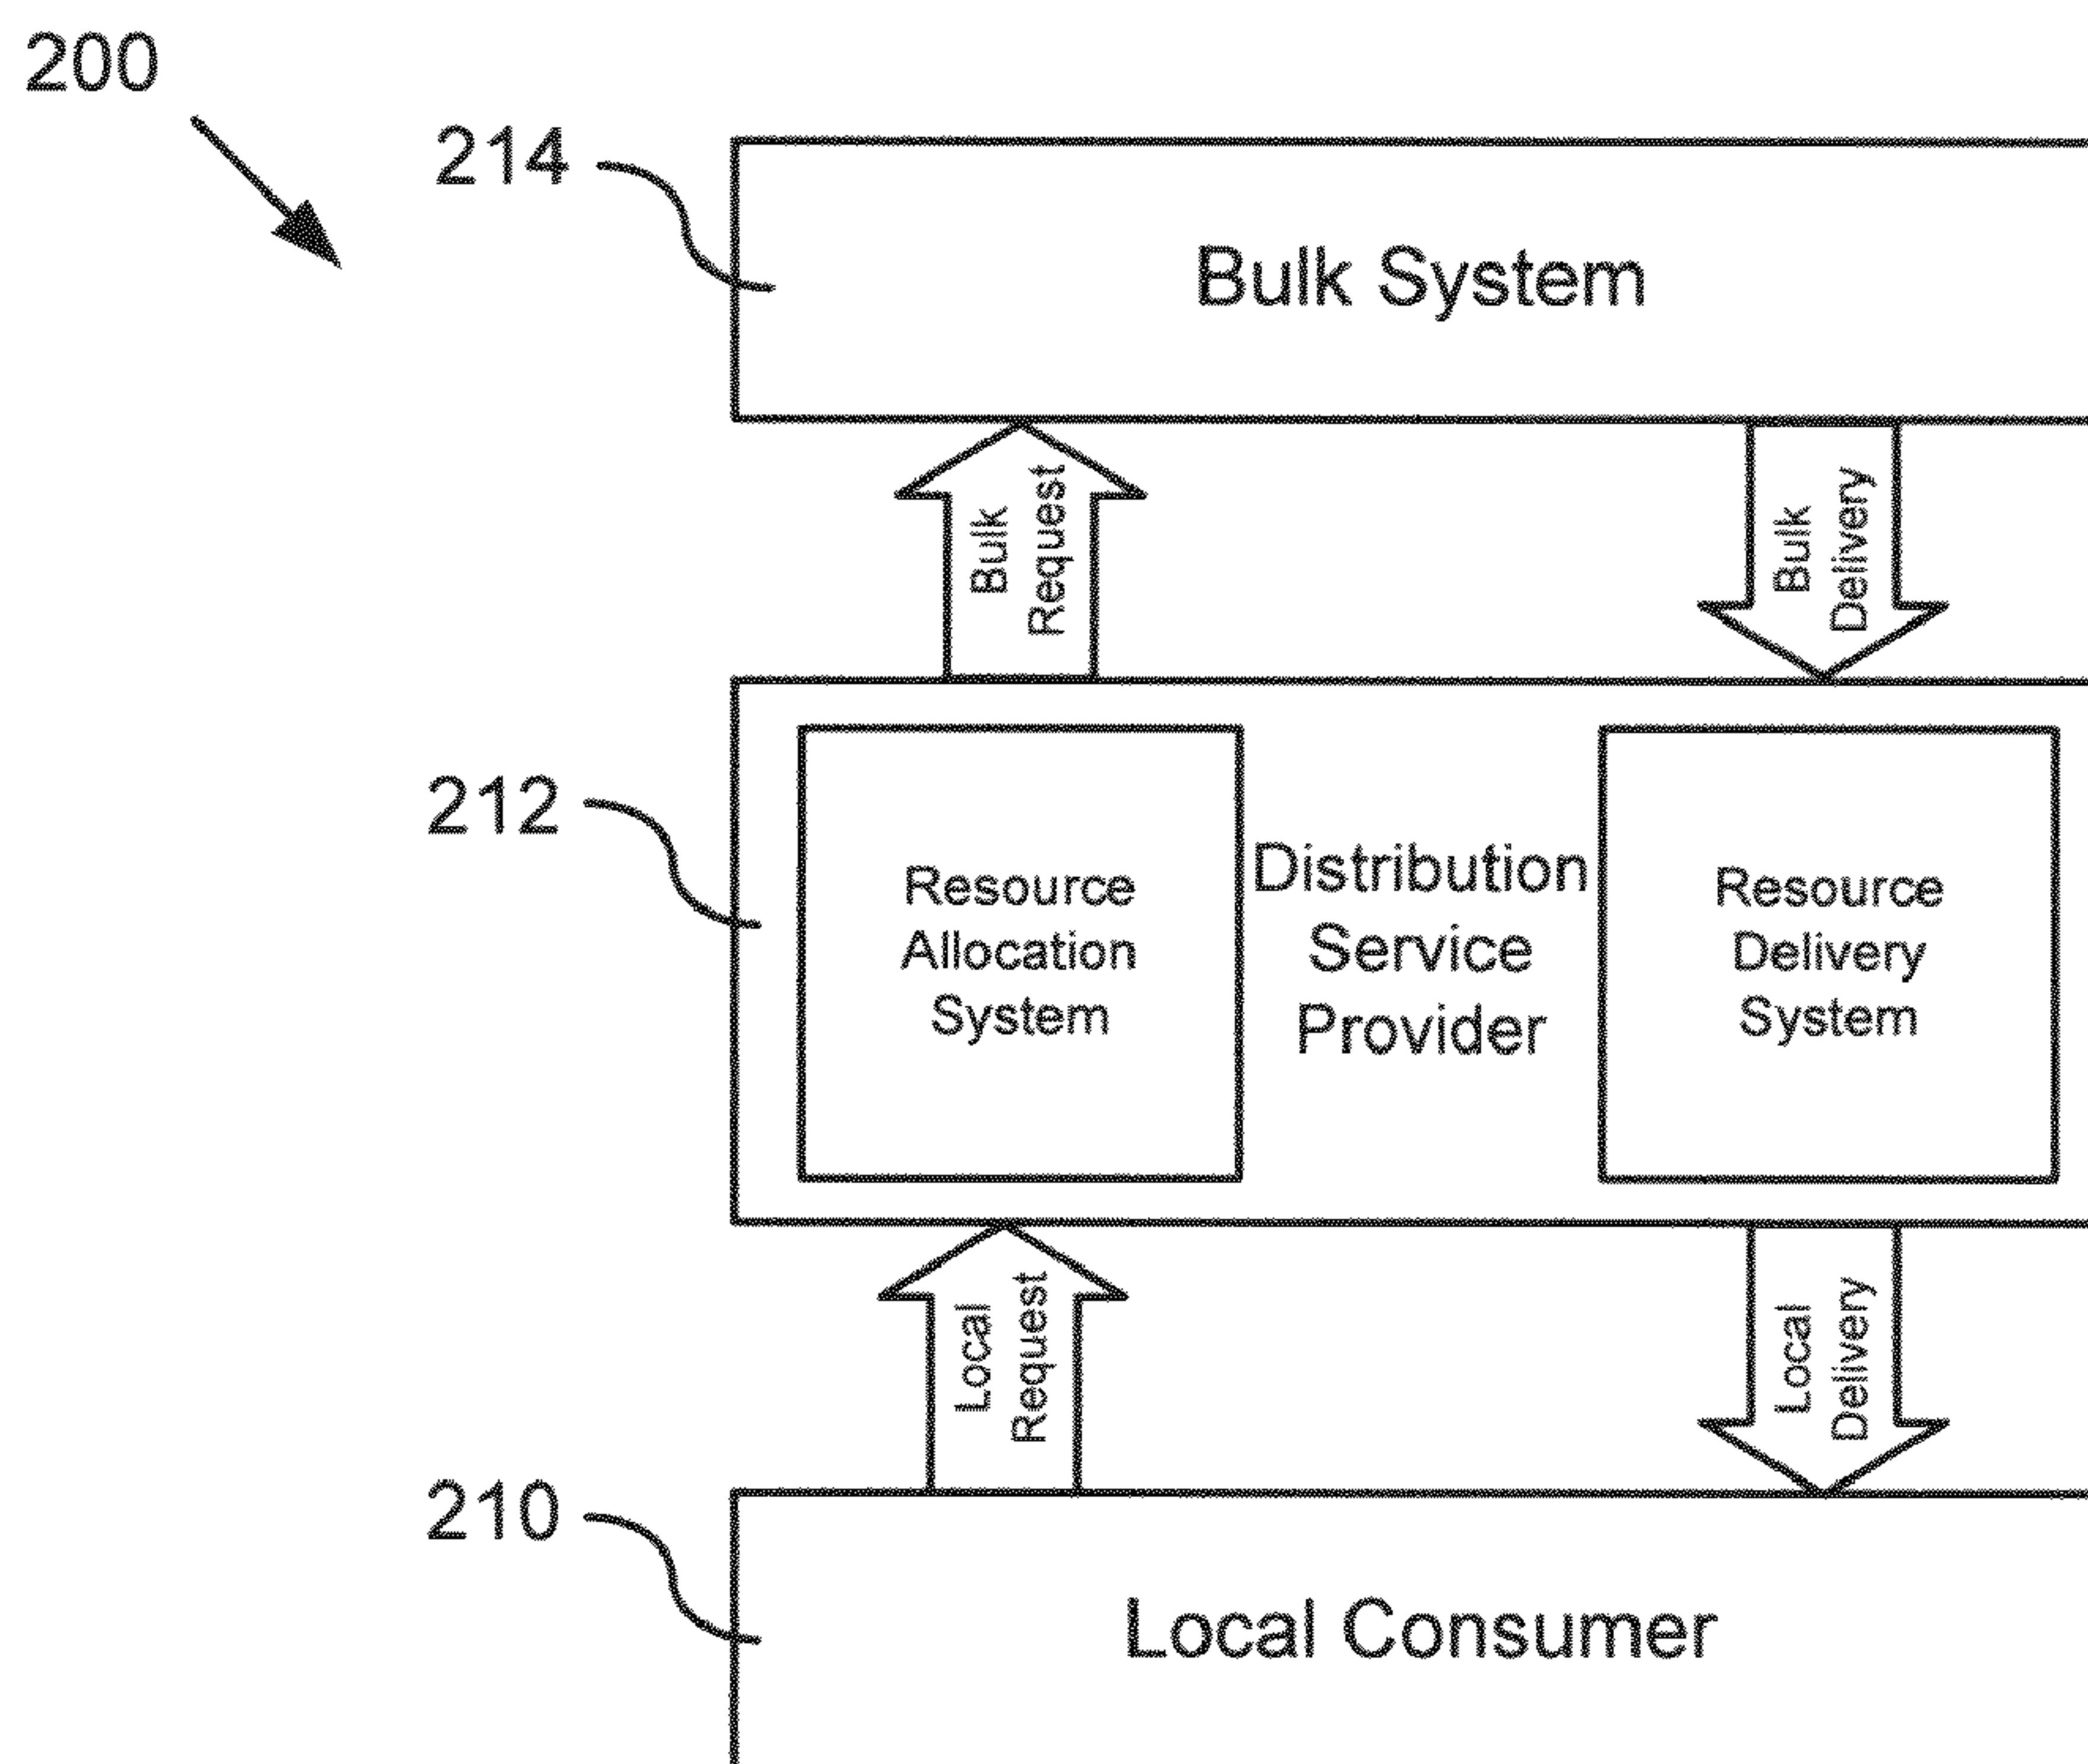 200
214
Bulk System
Bulk
Request
Bulk
Delivery
212
Resource
Allocation
System
Distribution
Service
Provider
Resource
Delivery
System
Local
Request
Local
Delivery
210
Local Consumer